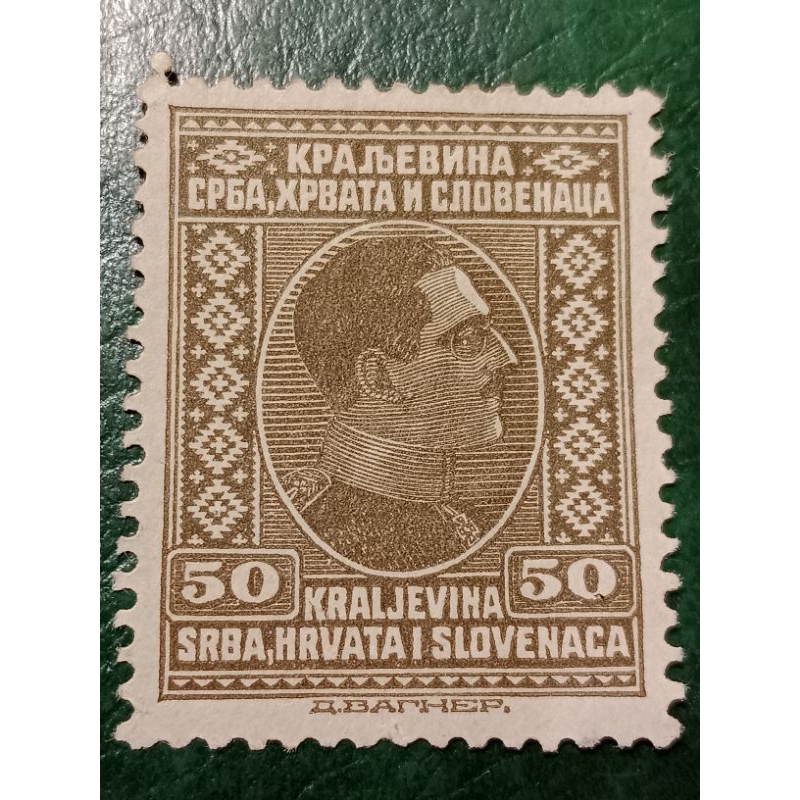 КРАЉЕВИНА
СРБА, ХРВАТА И СЛОВЕНАЦА
50 50
KRALJEVINA
SRBA, HRVATA I SLOVENACA
Д. ВАГНЕР.